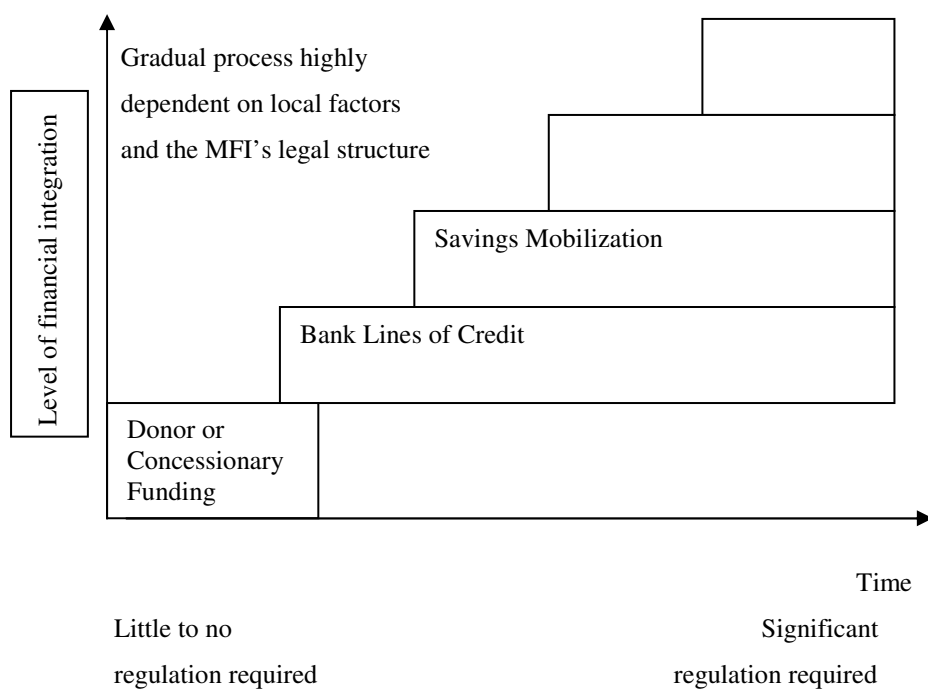 Gradual process highly
dependent on local factors
and the MFI's legal structure
Level of financial integration
Savings Mobilization
Bank Lines of Credit
Donor or
Concessionary
Funding
Time
Little to no
regulation required
Significant
regulation required